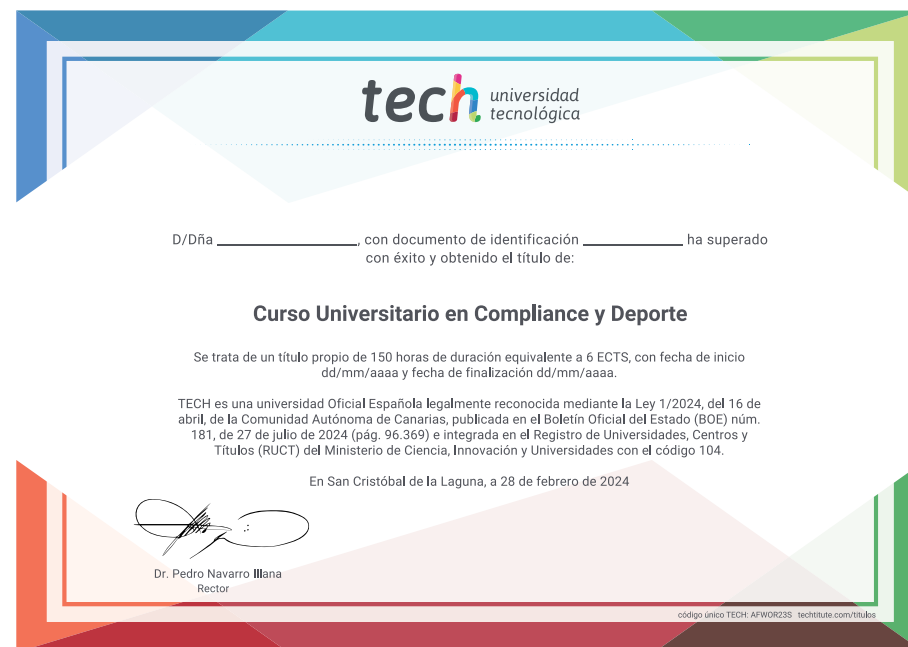 tech universidad
tecnológica
D/Dña ____________________, con documento de identificación ______________ ha superado
con éxito y obtenido el título de:
Curso Universitario en Compliance y Deporte
Se trata de un título propio de 150 horas de duración equivalente a 6 ECTS, con fecha de inicio
dd/mm/aaaa y fecha de finalización dd/mm/aaaa.
TECH es una universidad Oficial Española legalmente reconocida mediante la Ley 1/2024, del 16 de
abril, de la Comunidad Autónoma de Canarias, publicada en el Boletín Oficial del Estado (BOE) núm.
181, de 27 de julio de 2024 (pág. 96.369) e integrada en el Registro de Universidades, Centros y
Títulos (RUCT) del Ministerio de Ciencia, Innovación y Universidades con el código 104.
En San Cristóbal de la Laguna, a 28 de febrero de 2024
Dr. Pedro Navarro Illana
Rector
código único TECH: AFWOR23S techtitute.com/titulos